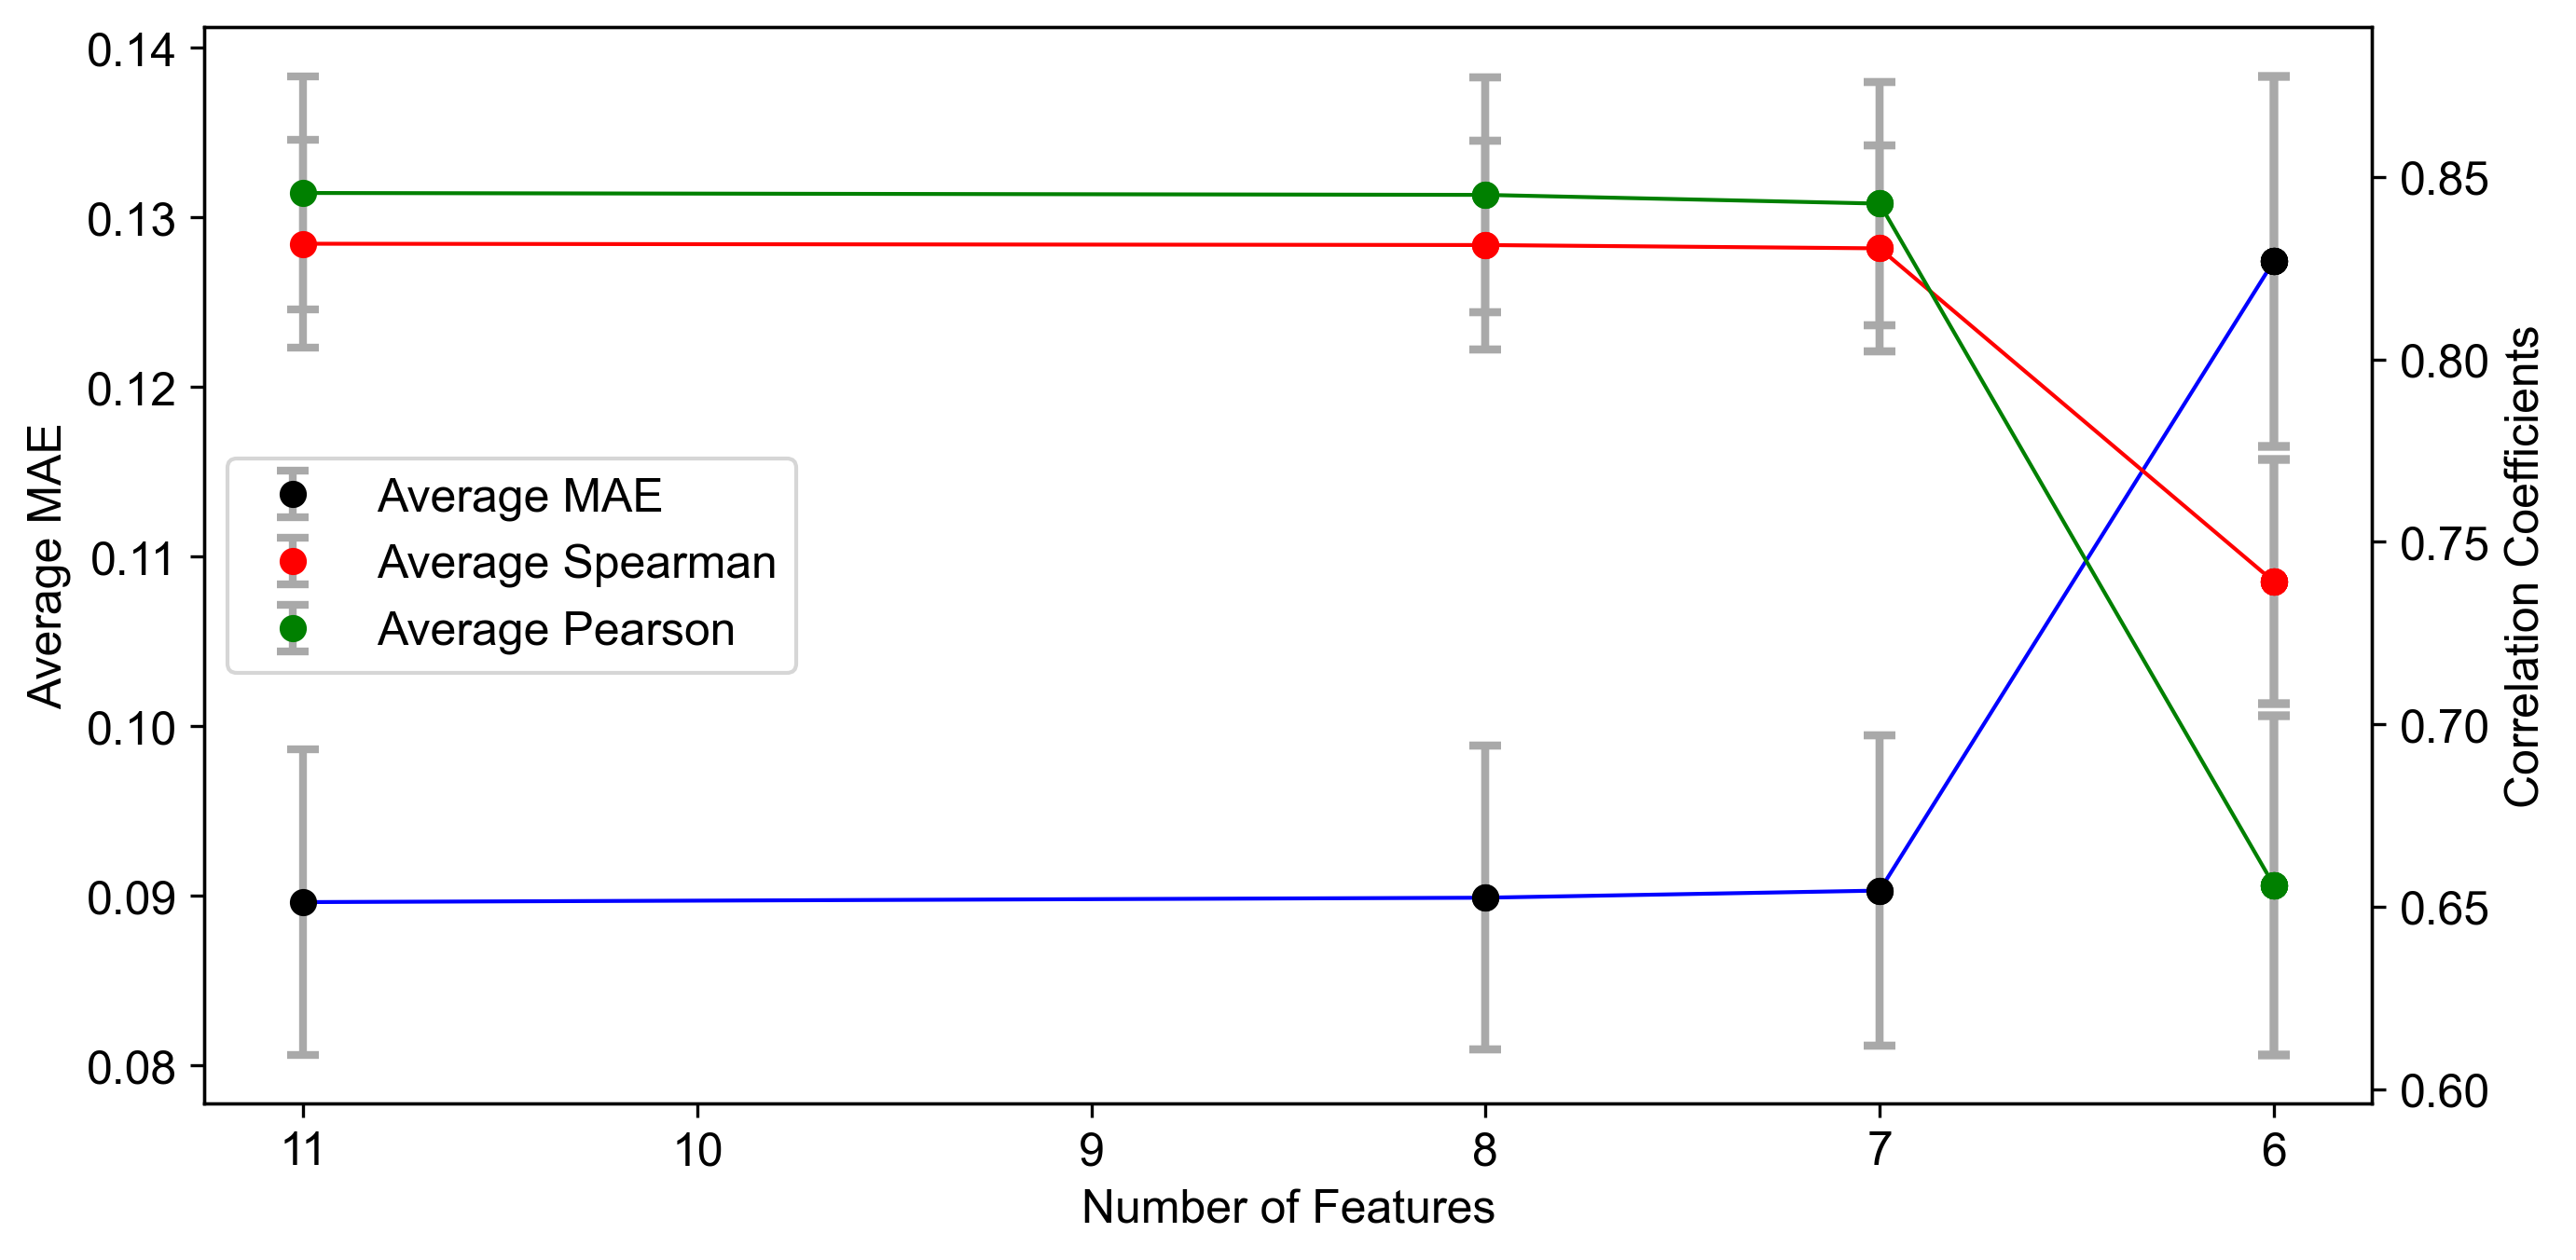 Average MAE
0.14
0.13
0.12
0.11
0.10
0.09
0.08
Average MAE
Average Spearman
Average Pearson
11 10 9 8 7 6
Number of Features
0.85
0.80
0.75
0.70
0.65
0.60
Correlation Coefficients